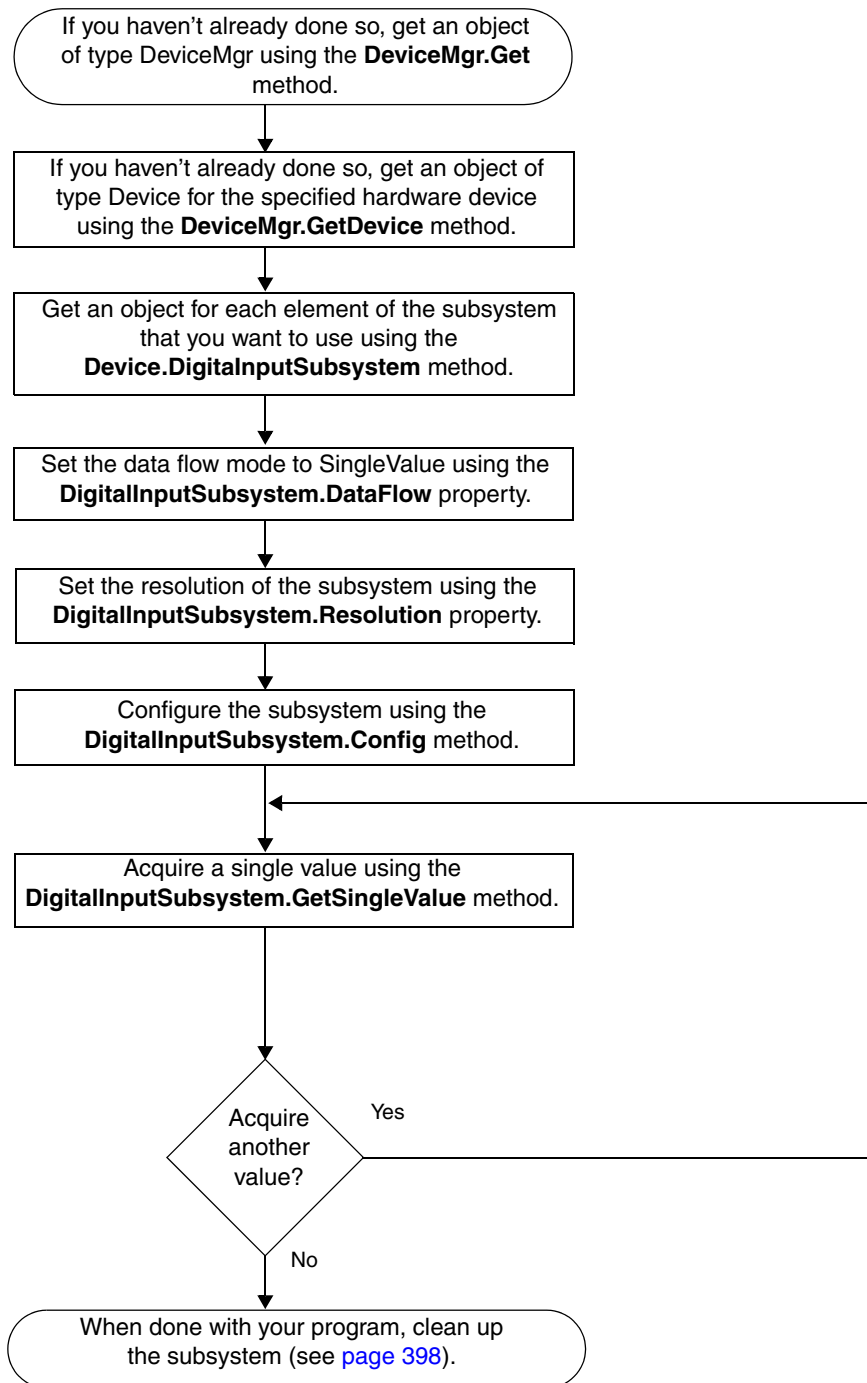 If you haven't already done so, get an object
of type DeviceMgr using the DeviceMgr.Get
method.
If you haven't already done so, get an object of
type Device for the specified hardware device
using the DeviceMgr.GetDevice method.
Get an object for each element of the subsystem
that you want to use using the
Device.DigitaInputSubsystem method.
Set the data flow mode to SingleValue using the
DigitalInputSubsystem.DataFlow property.
Set the resolution of the subsystem using the
DigitalInputSubsystem.Resolution property.
Configure the subsystem using the
DigitalInputSubsystem.Config method.
Acquire a single value using the
DigitalInputSubsystem.GetSingleValue method.
Acquire
another
value?
Yes
No
When done with your program, clean up
the subsystem (see page 398).